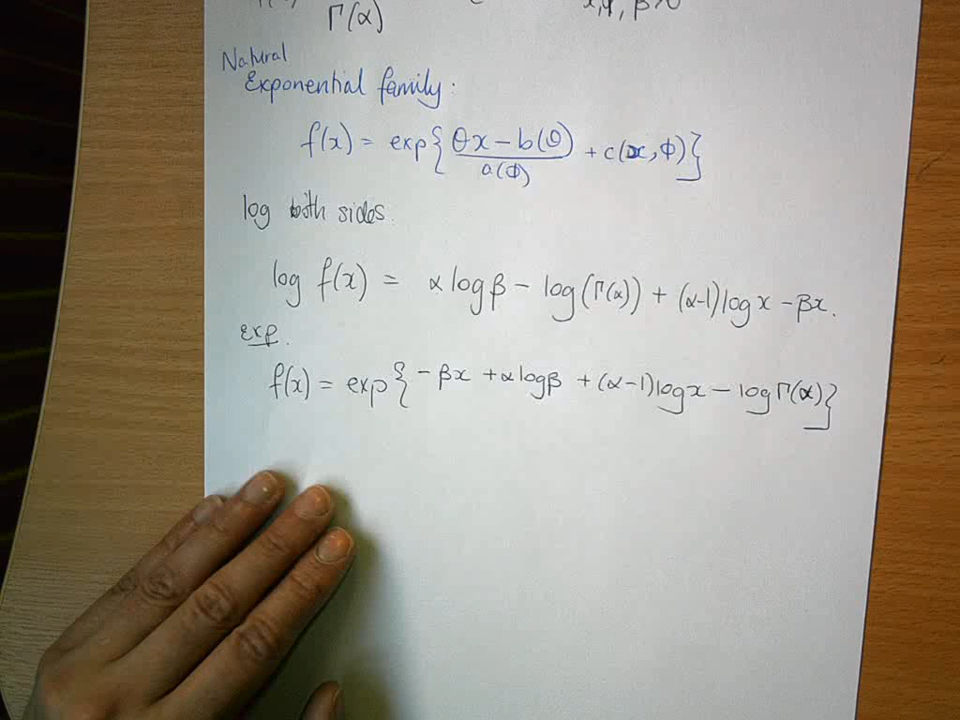 Γ(α)
Natural
Exponential family:
f(x) = exp{ θx - b(θ) / a(ϕ) + c(x, ϕ) }
log both sides.
log f(x) = α log β - log(Γ(α)) + (α-1) log x - βx.
exp.
f(x) = exp{ - βx + α log β + (α-1) log x - log Γ(α) }